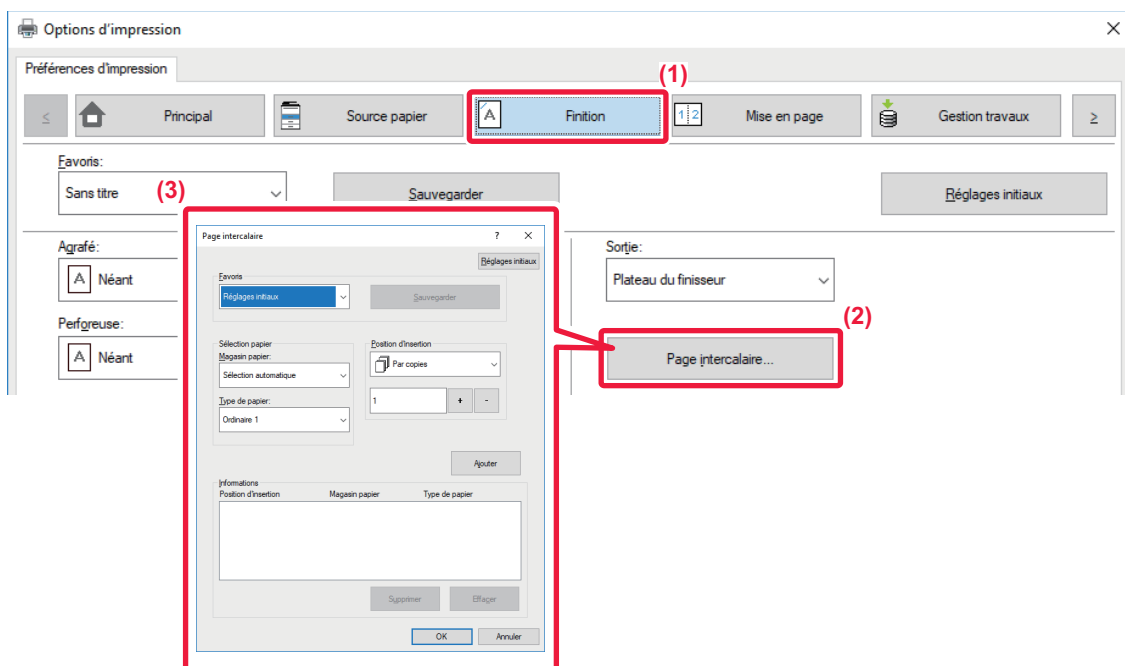 Options d'impression
Préférences d'impression
(1)
<
Principal
Source papier
A
Finition
1 2
Mise en page
Gestion travaux
>
Favoris:
Sans titre
(3)
Sauvegarder
Réglages initiaux
Agrafé:
A Néant
Perforeuse:
A Néant
Sortie:
Plateau du finisseur
(2)
Page intercalaire...
Page intercalaire
?
Réglages initiaux
Favoris
Réglages initiaux
Sauvegarder
Sélection papier
Magasin papier:
Sélection automatique
Type de papier:
Ordinaire 1
Position d'insertion
Par copies
1
+ -
Ajouter
Informations
Position d'insertion Magasin papier Type de papier
Supprimer
Effaçer
OK
Annuler